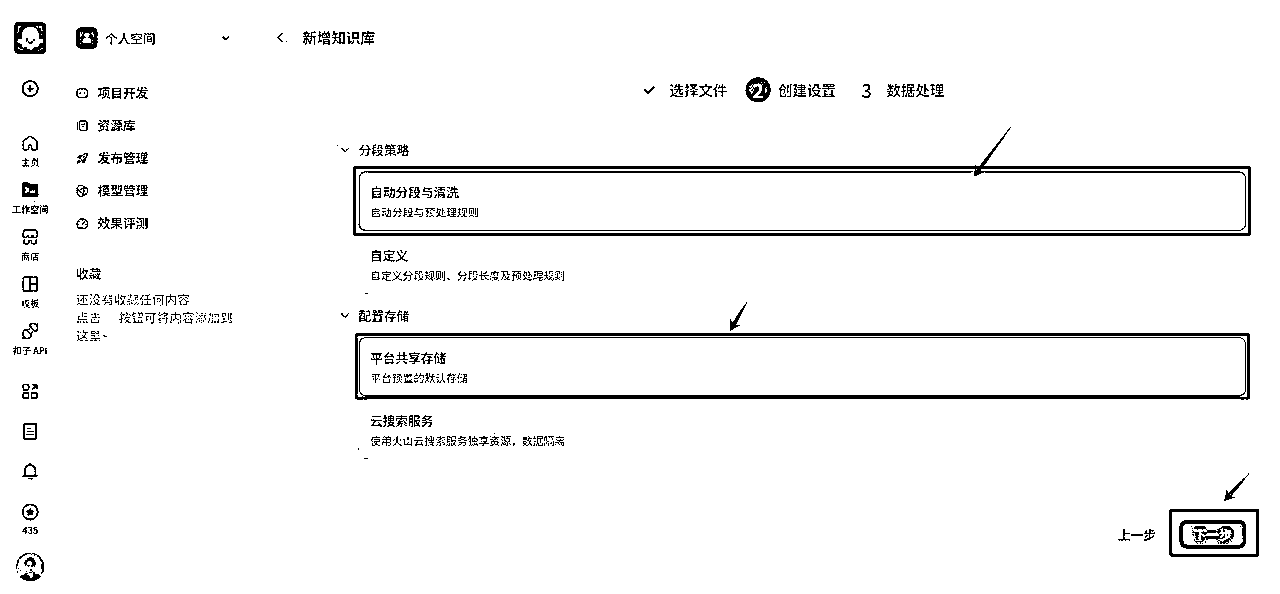 个人空间
新增知识库
选择文件
2 创建设置
3 数据处理
项目开发
资源库
发布管理
模型管理
效果评测
主页
工作空间
商店
模板
扣子 API
435
收藏
还没有收藏任何内容
点击 按钮可将内容添加到
这里~
分段策略
自动分段与清洗
自动分段与预处理规则
自定义
自定义分段规则、分段长度及预处理规则
配置存储
平台共享存储
平台预置的默认存储
云搜索服务
使用火山云搜索服务独享资源，数据隔离
上一步
下一步